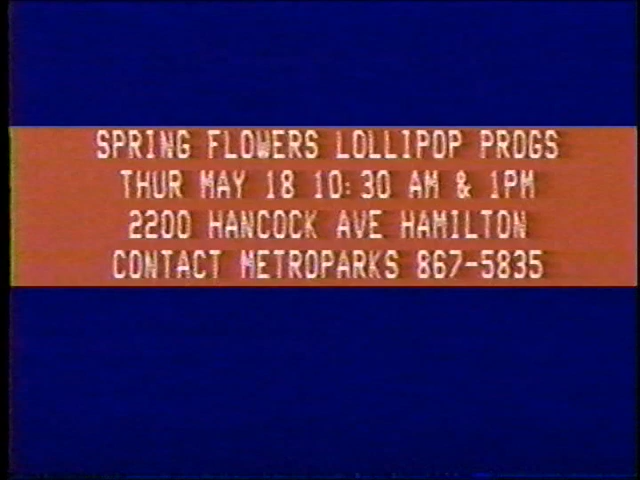 SPRING FLOWERS LOLLIPOP PROGS
THUR MAY 18 10:30 AM & 1PM
2200 HANCOCK AVE HAMILTON
CONTACT METROPARKS 867-5835